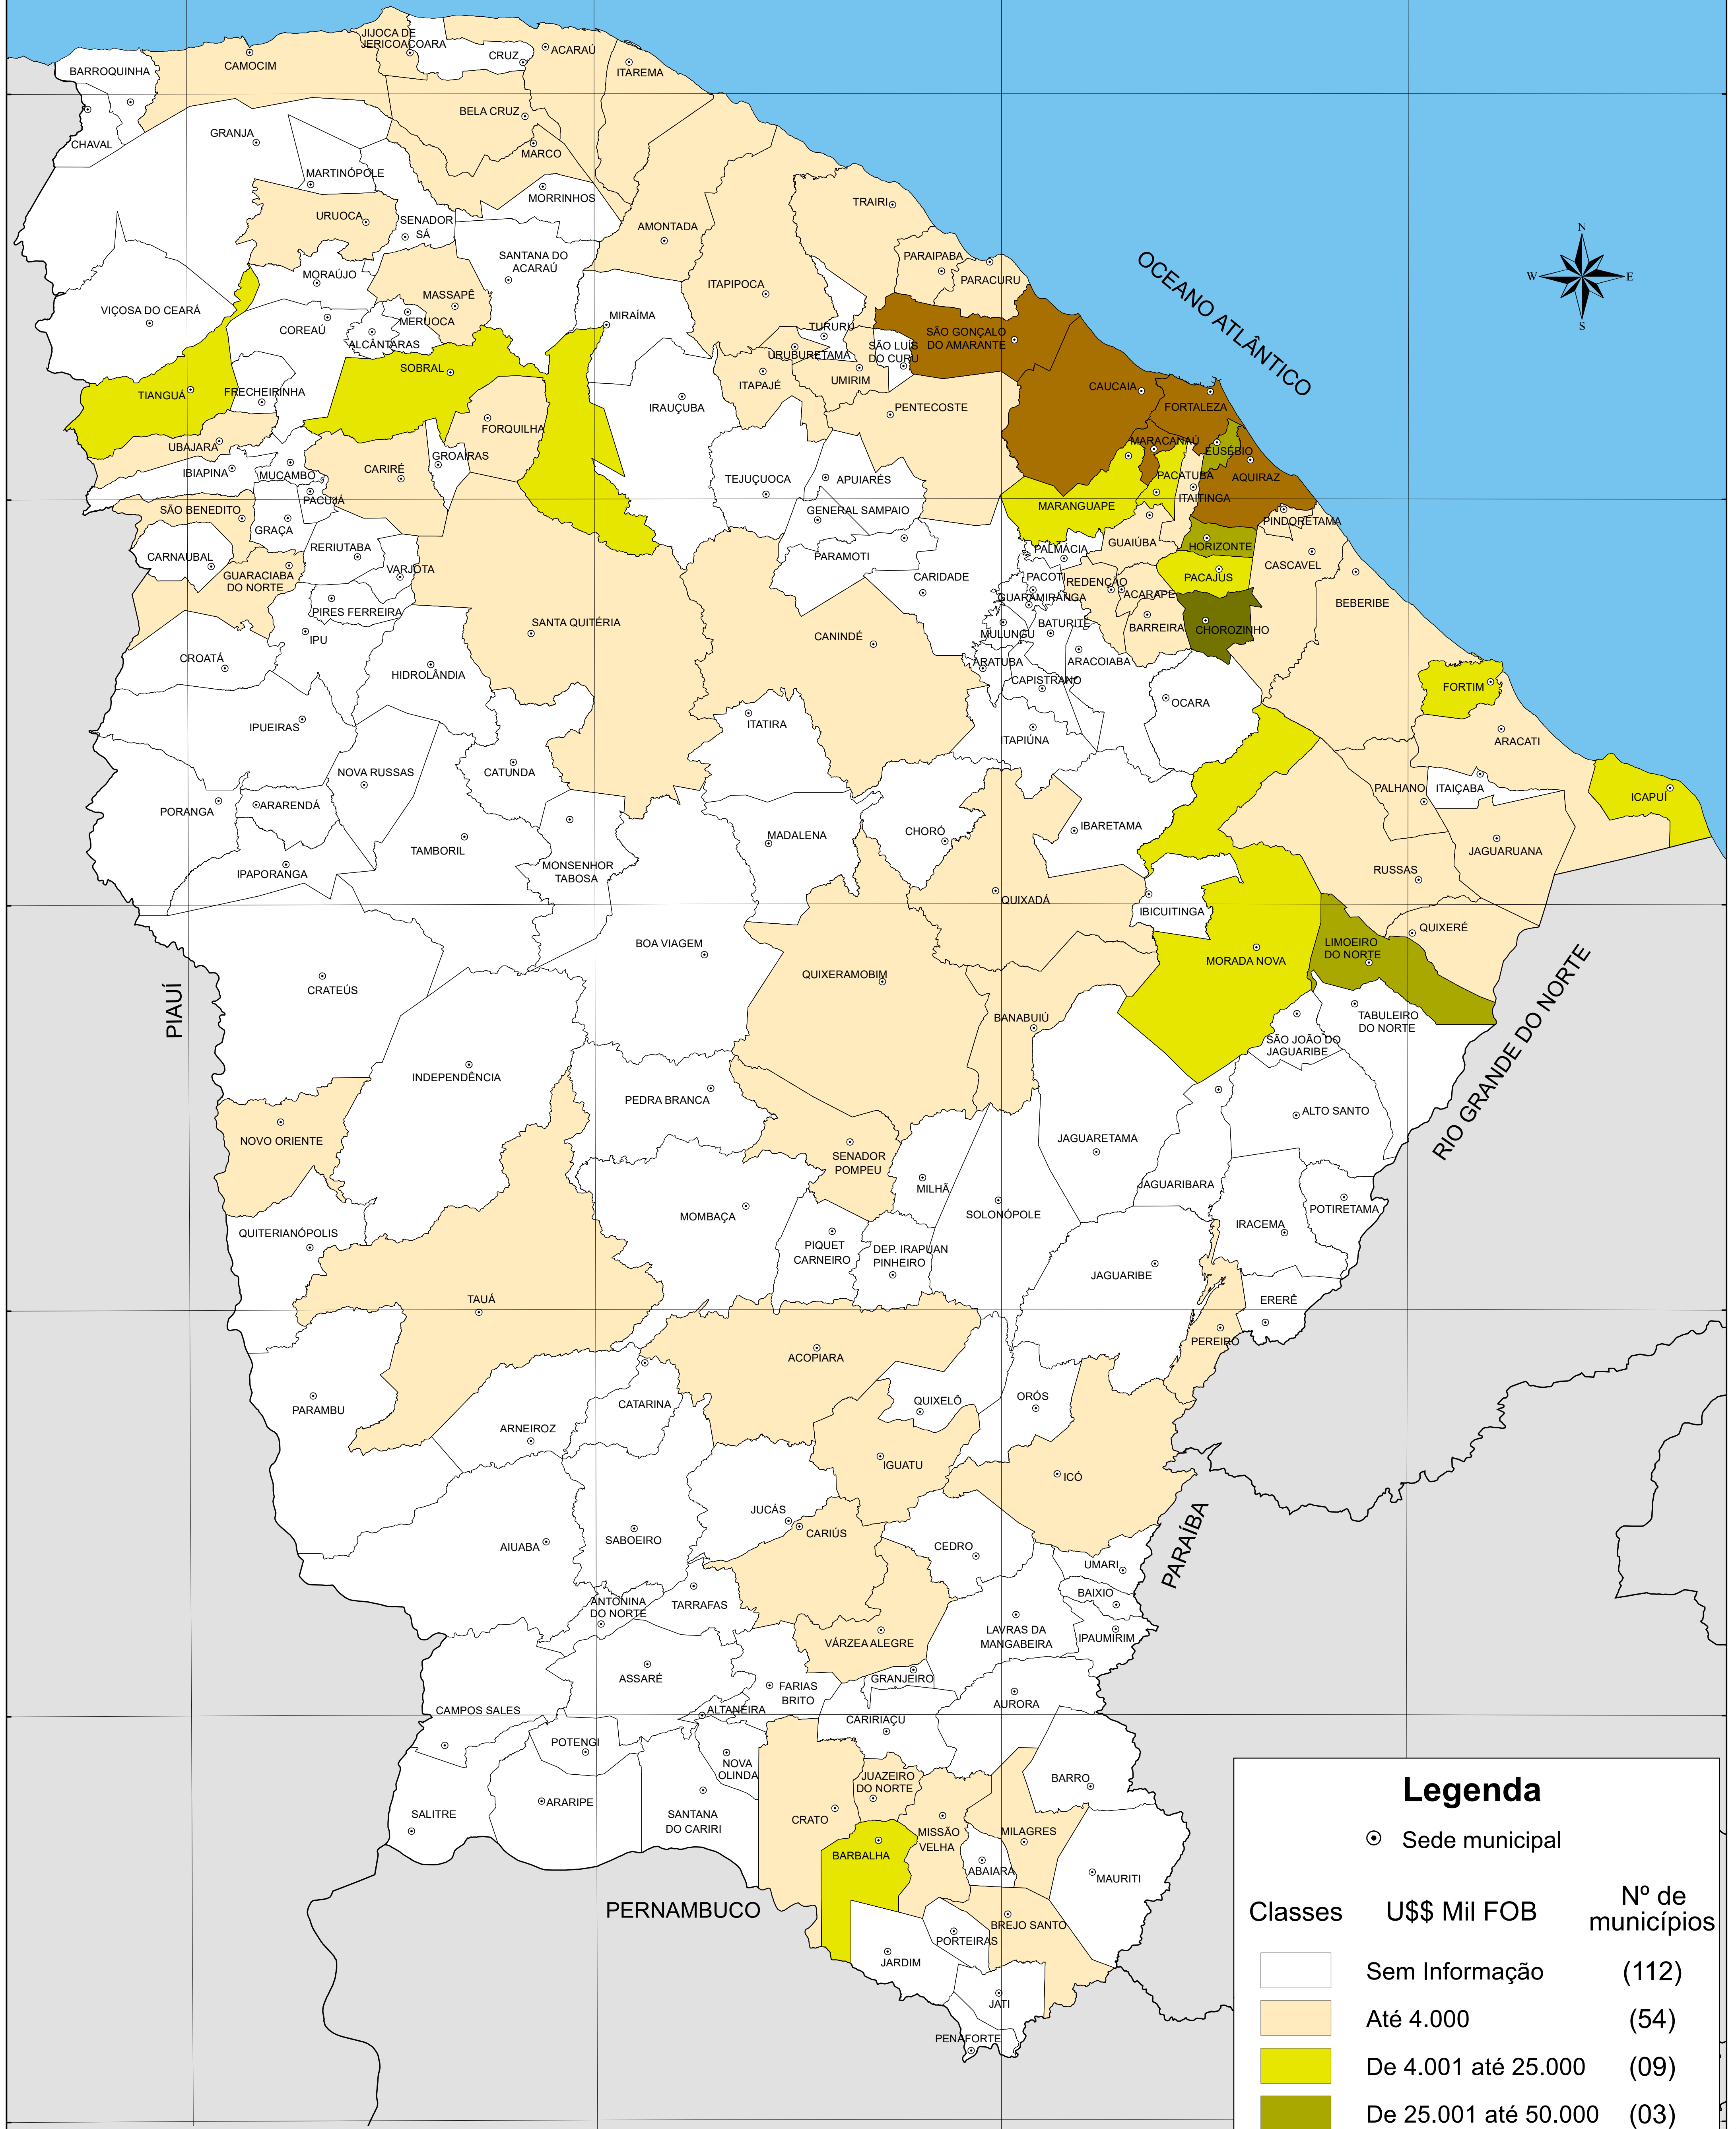 JIJOCA DE
JERICOACOARA
CRUZ
ACARAÚ
BARROQUINHA
CAMOCIM
ITAREMA
BELA CRUZ
CHAVAL
GRANJA
MARCO
MARTINÓPOLE
MORRINHOS
URUOCA
SENADOR
SÁ
AMONTADA
TRAIRI
N
W
E
S
OCEANO ATLÂNTICO
SANTANA DO
ACARAÚ
PARAIPABA
PARACURU
MORAÚJO
ITAPIPOCA
MASSAPÊ
VIÇOSA DO CEARÁ
MERUOCA
MIRAÍMA
COREAÚ
ALCÂNTARAS
TURURU
SÃO GONÇALO
DO AMARANTE
URUBURETAMA
SÃO LUÍS
DO CURU
SOBRAL
ITAPAJÉ
UMIRIM
CAUCAIA
TIANGUÁ
FRECHEIRINHA
IRAUÇUBA
PENTECOSTE
FORTALEZA
FORQUILHA
UBAJARA
MARACANAÚ
EUSÉBIO
GROAÍRAS
IBIAPINA
MUCAMBO
CARIRÉ
TEJUÇUOCA
APUIARÉS
PACATUBA
AQUIRAZ
PACUJÁ
ITAITINGA
SÃO BENEDITO
GENERAL SAMPAIO
MARANGUAPE
PINDORETAMA
GRAÇA
CARNAUBAL
RERIUTABA
PARAMOTI
PALMÁCIA
GUAIÚBA
HORIZONTE
CASCAVEL
GUARACIABA
DO NORTE
VARJOTA
CARIDADE
PACOTI
REDENÇÃO
PACAJUS
GUARAMIRANGA
ACARAPE
BEBERIBE
PIRES FERREIRA
SANTA QUITÉRIA
CANINDÉ
MULUNGU
BATURITÉ
BARREIRA
CHOROZINHO
IPU
CROATÁ
HIDROLÂNDIA
ARATUBA
ARACOIABA
CAPISTRANO
FORTIM
OCARA
IPUEIRAS
ITATIRA
ITAPIÚNA
ARACATI
NOVA RUSSAS
CATUNDA
PALHANO
ITAIÇABA
ICAPUÍ
PORANGA
ARARENDÁ
MADALENA
CHORÓ
IBARETAMA
TAMBORIL
JAGUARUANA
MONSENHOR
TABOSA
IPAPORANGA
RUSSAS
QUIXADÁ
IBICUITINGA
QUIXERÉ
BOA VIAGEM
LIMOEIRO
DO NORTE
MORADA NOVA
QUIXERAMOBIM
CRATEÚS
PIAUÍ
BANABUIÚ
TABULEIRO
DO NORTE
SÃO JOÃO DO
JAGUARIBE
RIO GRANDE DO NORTE
INDEPENDÊNCIA
PEDRA BRANCA
ALTO SANTO
NOVO ORIENTE
JAGUARETAMA
SENADOR
POMPEU
MILHÃ
JAGUARIBARA
POTIRETAMA
SOLONÓPOLE
MOMBAÇA
IRACEMA
QUITERIANÓPOLIS
PIQUET
CARNEIRO
DEP. IRAPUAN
PINHEIRO
JAGUARIBE
TAUÁ
ERERÊ
PEREIRO
ACOPIARA
PARAMBU
CATARINA
QUIXELÔ
ORÓS
ARNEIROZ
IGUATU
ICÓ
JUCÁS
CARIÚS
SABOEIRO
AIUABA
CEDRO
UMARI
PARAÍBA
BAIXIO
ANTONINA
DO NORTE
TARRAFAS
VÁRZEA ALEGRE
LAVRAS DA
MANGABEIRA
IPAUMIRIM
ASSARÉ
FARIAS
BRITO
GRANJEIRO
AURORA
CAMPOS SALES
ALTANEIRA
CARIRIAÇU
POTENGI
NOVA
OLINDA
JUAZEIRO
DO NORTE
BARRO
ARARIPE
SALITRE
SANTANA
DO CARIRI
CRATO
MISSÃO
VELHA
MILAGRES
BARBALHA
ABAIARA
MAURITI
PERNAMBUCO
BREJO SANTO
PORTEIRAS
JARDIM
JATI
PENAFORTE
Legenda
Sede municipal
Classes U$$ Mil FOB Nº de
municípios
Sem Informação (112)
Até 4.000 (54)
De 4.001 até 25.000 (09)
De 25.001 até 50.000 (03)